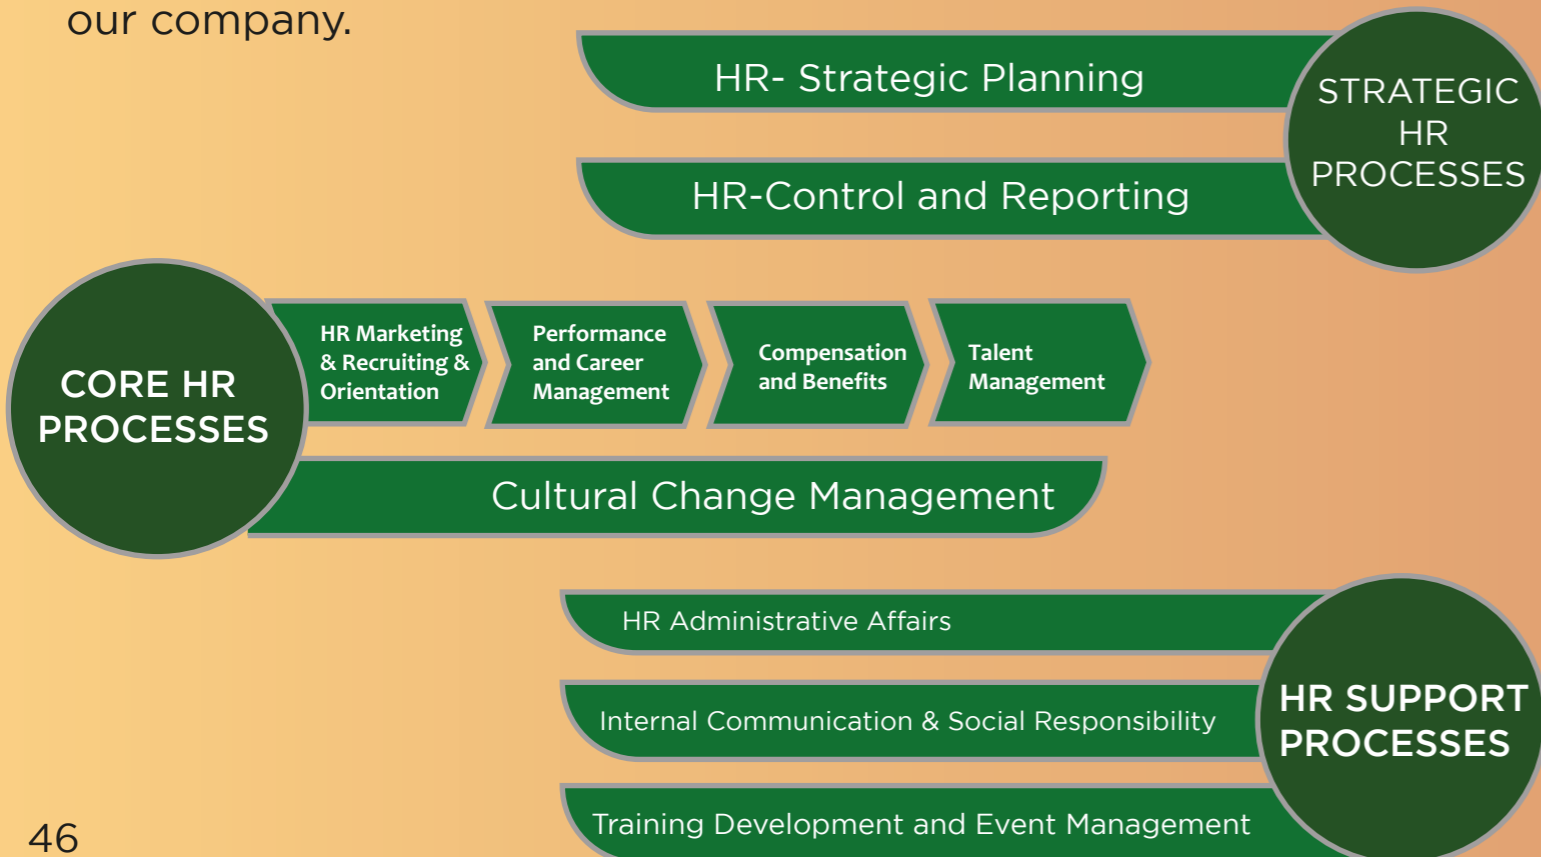 our company.
HR- Strategic Planning
HR-Control and Reporting
STRATEGIC
HR
PROCESSES
CORE HR
PROCESSES
HR Marketing
& Recruiting &
Orientation
Performance
and Career
Management
Compensation
and Benefits
Talent
Management
Cultural Change Management
HR Administrative Affairs
Internal Communication & Social Responsibility
Training Development and Event Management
HR SUPPORT
PROCESSES
46